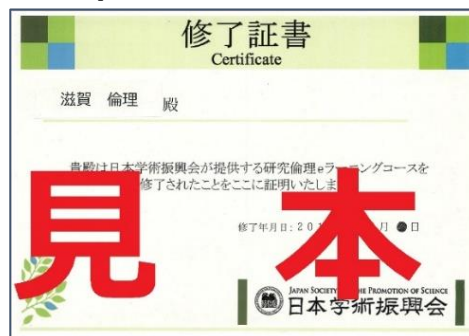 修了証書
Certificate
滋賀 倫理 殿
貴殿は日本学術振興会が提供する研究倫理eラーニングコースを
修了されたことをここに証明いたしま
修了年月日:20 月 ●日
見本
JAPAN SOCIETY THE PROMOTION OF SCIENCE
日本学術振興会